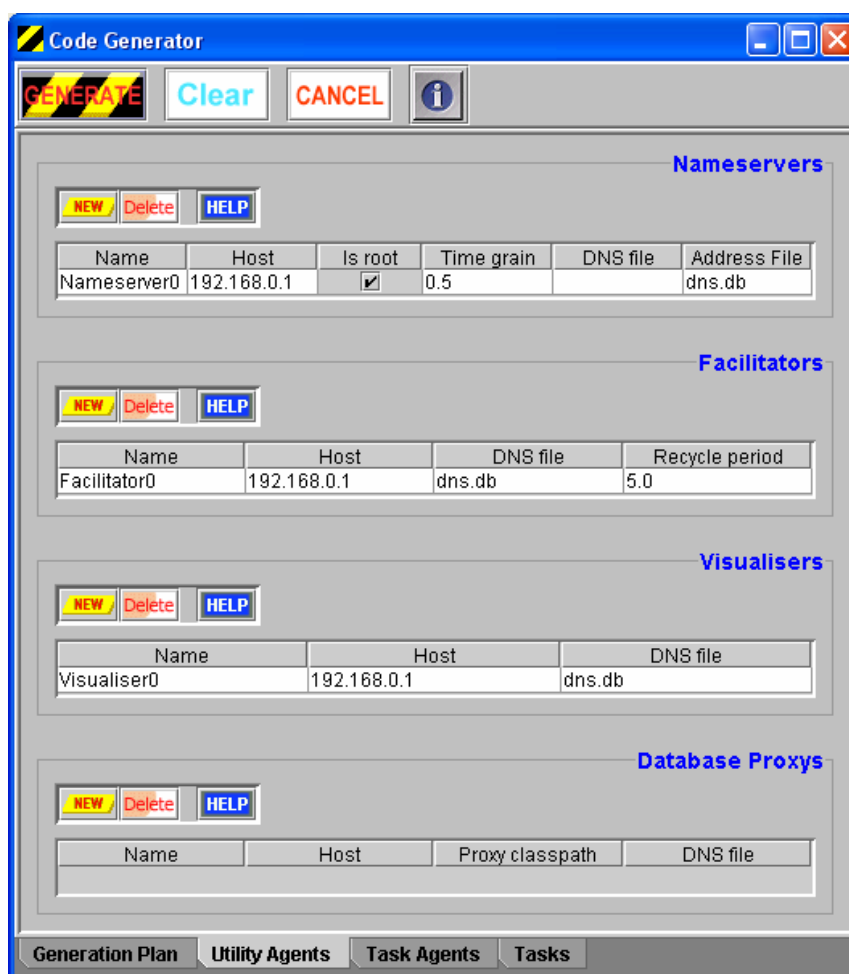 Code Generator
GENERATE Clear CANCEL i
Nameservers
NEW Delete HELP
Name Host Is root Time grain DNS file Address File
Nameserver0 192.168.0.1 0.5 dns.db
Facilitators
NEW Delete HELP
Name Host DNS file Recycle period
Facilitator0 192.168.0.1 dns.db 5.0
Visualisers
NEW Delete HELP
Name Host DNS file
Visualiser0 192.168.0.1 dns.db
Database Proxys
NEW Delete HELP
Name Host Proxy classpath DNS file
Generation Plan Utility Agents Task Agents Tasks